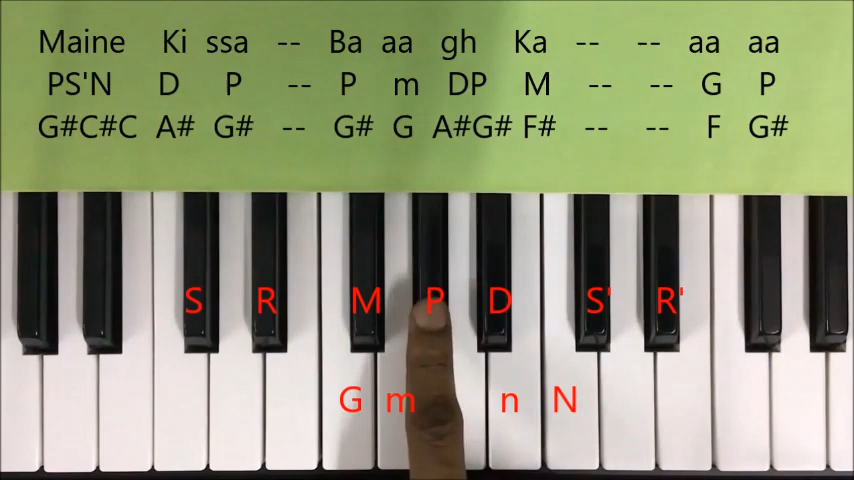 Maine Ki ssa -- Ba aa gh Ka -- -- aa aa
PS'N D P -- P m DP M -- -- G P
G#C#C A# G# -- G# G A#G# F# -- -- F G#
S R M P D S' R'
G m n N